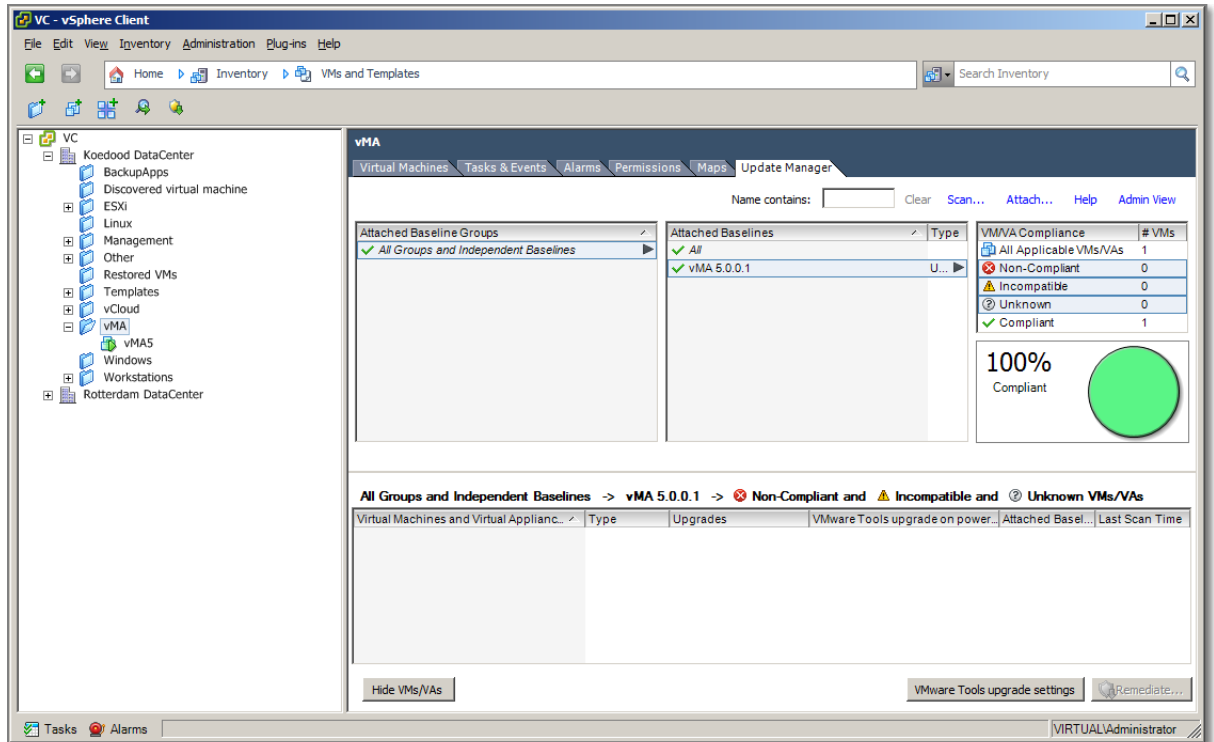 VC - vSphere Client
File Edit View Inventory Administration Plug-ins Help
Home Inventory VMs and Templates Search Inventory
VC
Koedood DataCenter
BackupApps
Discovered virtual machine
ESXi
Linux
Management
Other
Restored VMs
Templates
vCloud
vMA
vMA5
Windows
Workstations
Rotterdam DataCenter
vMA
Virtual Machines Tasks & Events Alarms Permissions Maps Update Manager
Name contains: Clear Scan... Attach... Help Admin View
Attached Baseline Groups
All Groups and Independent Baselines
Attached Baselines Type
All
vMA 5.0.0.1 U...
VM/VA Compliance # VMs
All Applicable VMs/VAs 1
Non-Compliant 0
Incompatible 0
Unknown 0
Compliant 1
100%
Compliant
All Groups and Independent Baselines -> vMA 5.0.0.1 -> Non-Compliant and Incompatible and Unknown VMs/VAs
Virtual Machines and Virtual Applianc... Type Upgrades VMware Tools upgrade on power... Attached Basel... Last Scan Time
Hide VMs/VAs VMware Tools upgrade settings Remediate...
Tasks Alarms VIRTUAL\Administrator